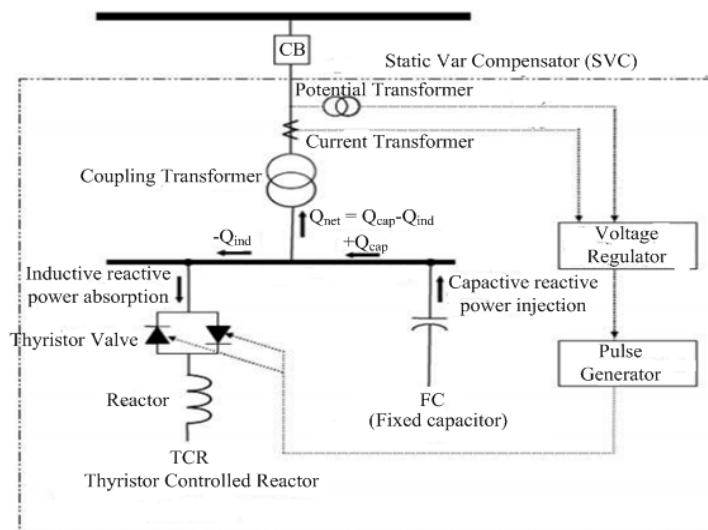 CB
Static Var Compensator (SVC)
Potential Transformer
Current Transformer
Coupling Transformer
Qnet = Qcap-Qind
-Qind
+Qcap
Voltage
Regulator
Inductive reactive
power absorption
Capactive reactive
power injection
Thyristor Valve
Pulse
Generator
Reactor
FC
(Fixed capacitor)
TCR
Thyristor Controlled Reactor